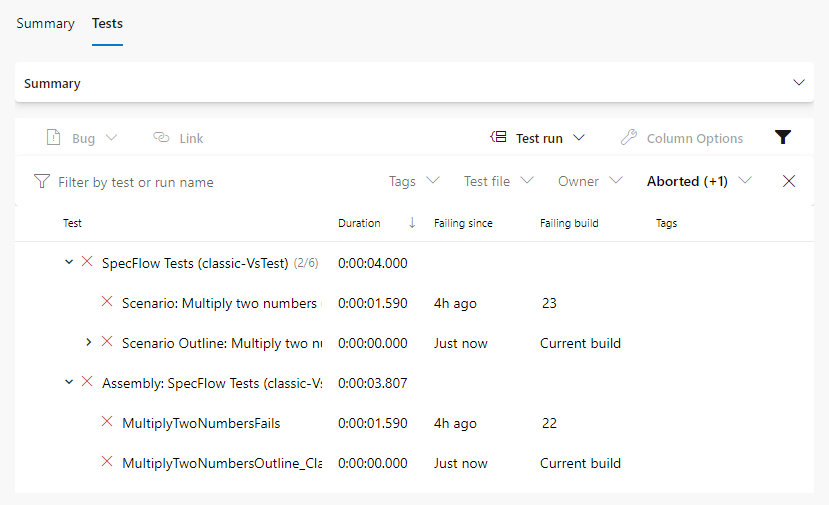 Summary Tests
Summary
Bug Link Test run Column Options
Filter by test or run name Tags Test file Owner Aborted (+1)
Test Duration Failing since Failing build Tags
SpecFlow Tests (classic-VsTest) (2/6) 0:00:04.000
Scenario: Multiply two numbers 0:00:01.590 4h ago 23
Scenario Outline: Multiply two nu 0:00:00.000 Just now Current build
Assembly: SpecFlow Tests (classic-Vs 0:00:03.807
MultiplyTwoNumbersFails 0:00:01.590 4h ago 22
MultiplyTwoNumbersOutline_Cla 0:00:00.000 Just now Current build